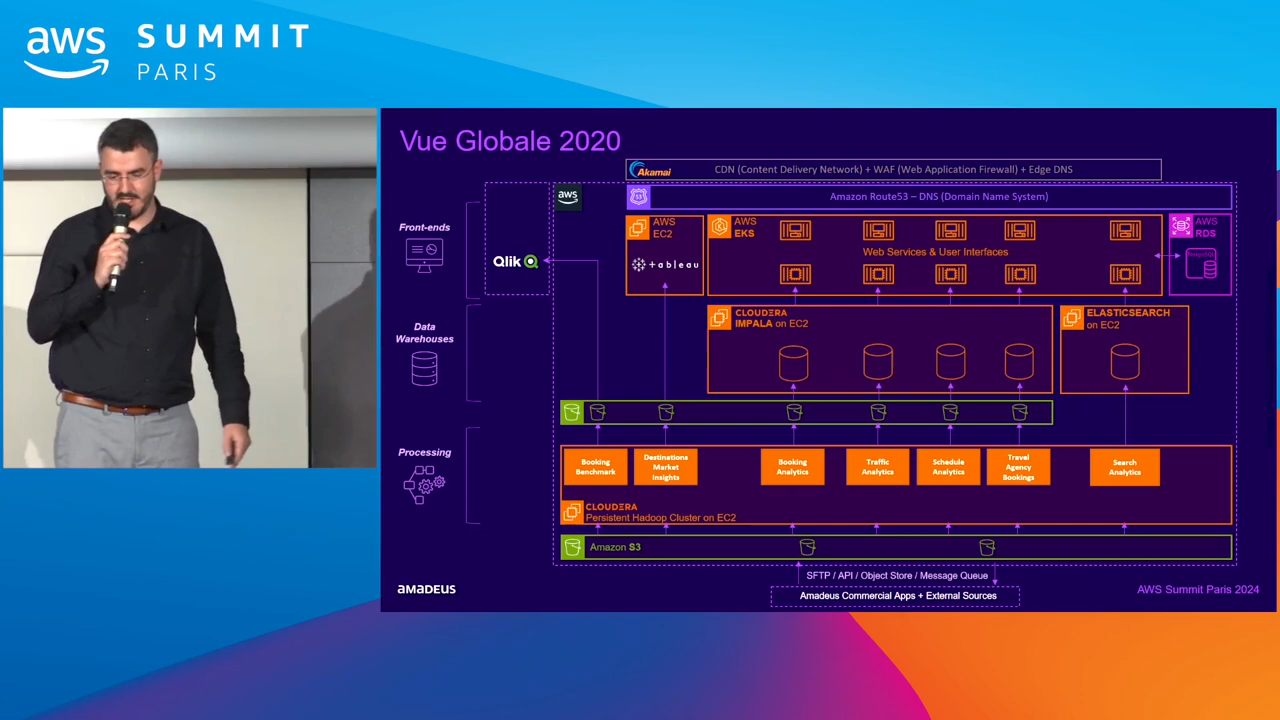 aws SUMMIT
PARIS
Vue Globale 2020
Akamai
CDN (Content Delivery Network) + WAF (Web Application Firewall) + Edge DNS
aws
53
Amazon Route53 – DNS (Domain Name System)
Front-ends
Qlik
AWS
EC2
+ a b l e a u
AWS
EKS
Web Services & User Interfaces
AWS
RDS
PostgreSQL
Data
Warehouses
CLOUDERA
IMPALA on EC2
ELASTICSEARCH
on EC2
Processing
Booking
Benchmark
Destinations
Market
Insights
Booking
Analytics
Traffic
Analytics
Schedule
Analytics
Travel
Agency
Bookings
Search
Analytics
CLOUDERA
Persistent Hadoop Cluster on EC2
Amazon S3
SFTP / API / Object Store / Message Queue
Amadeus Commercial Apps + External Sources
amadeus
AWS Summit Paris 2024